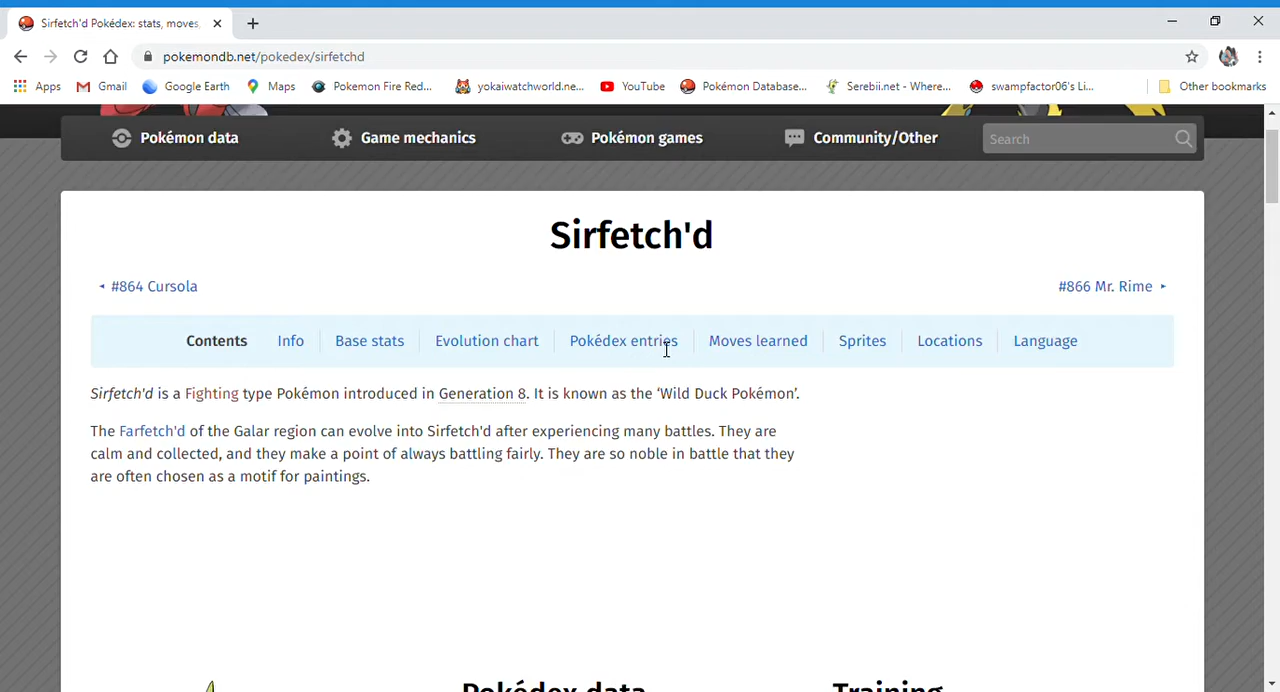 Sirfetch'd Pokédex: stats, moves,
pokemondb.net/pokedex/sirfetchd
Apps Gmail Google Earth Maps Pokemon Fire Red... yokaiwatchworld.ne... YouTube Pokémon Database... Serebii.net - Where... swampfactor06's Li... Other bookmarks
Pokémon data Game mechanics Pokémon games Community/Other Search
Sirfetch'd
#864 Cursola #866 Mr. Rime
Contents Info Base stats Evolution chart Pokédex entries Moves learned Sprites Locations Language
Sirfetch'd is a Fighting type Pokémon introduced in Generation 8. It is known as the ‘Wild Duck Pokémon’.
The Farfetch'd of the Galar region can evolve into Sirfetch'd after experiencing many battles. They are
calm and collected, and they make a point of always battling fairly. They are so noble in battle that they
are often chosen as a motif for paintings.
Pokédex data Training